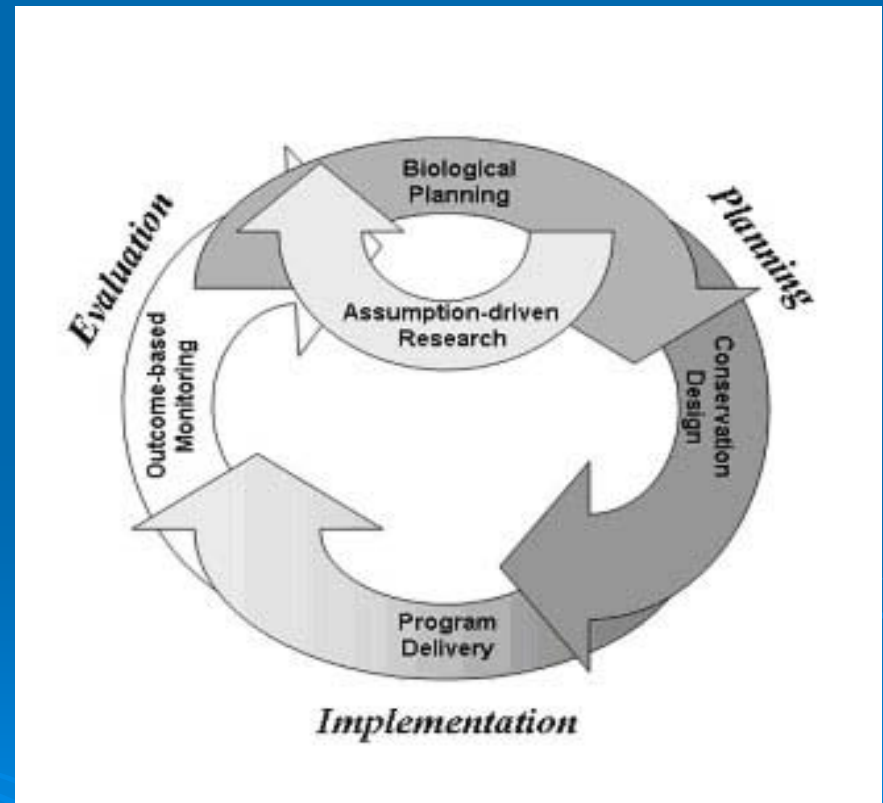 Biological
Planning
Planning
Evaluation
Assumption-driven
Research
Conservation
Design
Outcome-based
Monitoring
Program
Delivery
Implementation